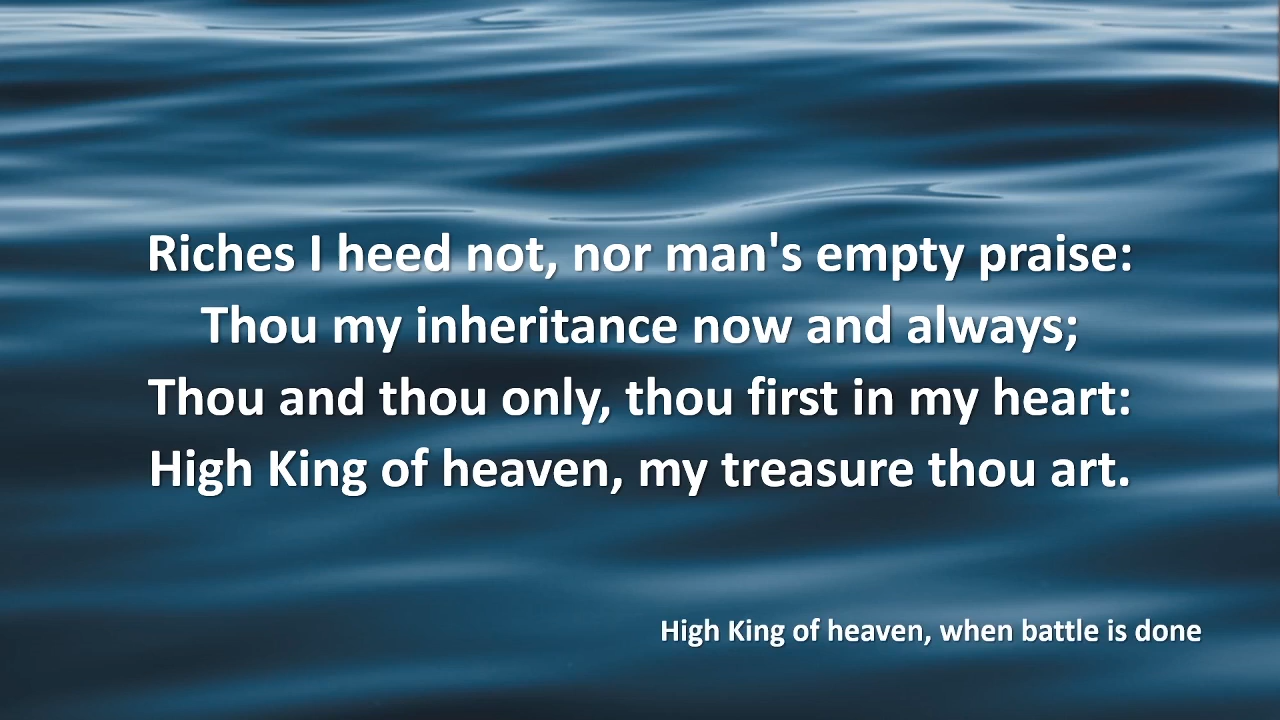 Riches I heed not, nor man's empty praise:
Thou my inheritance now and always;
Thou and thou only, thou first in my heart:
High King of heaven, my treasure thou art.
High King of heaven, when battle is done